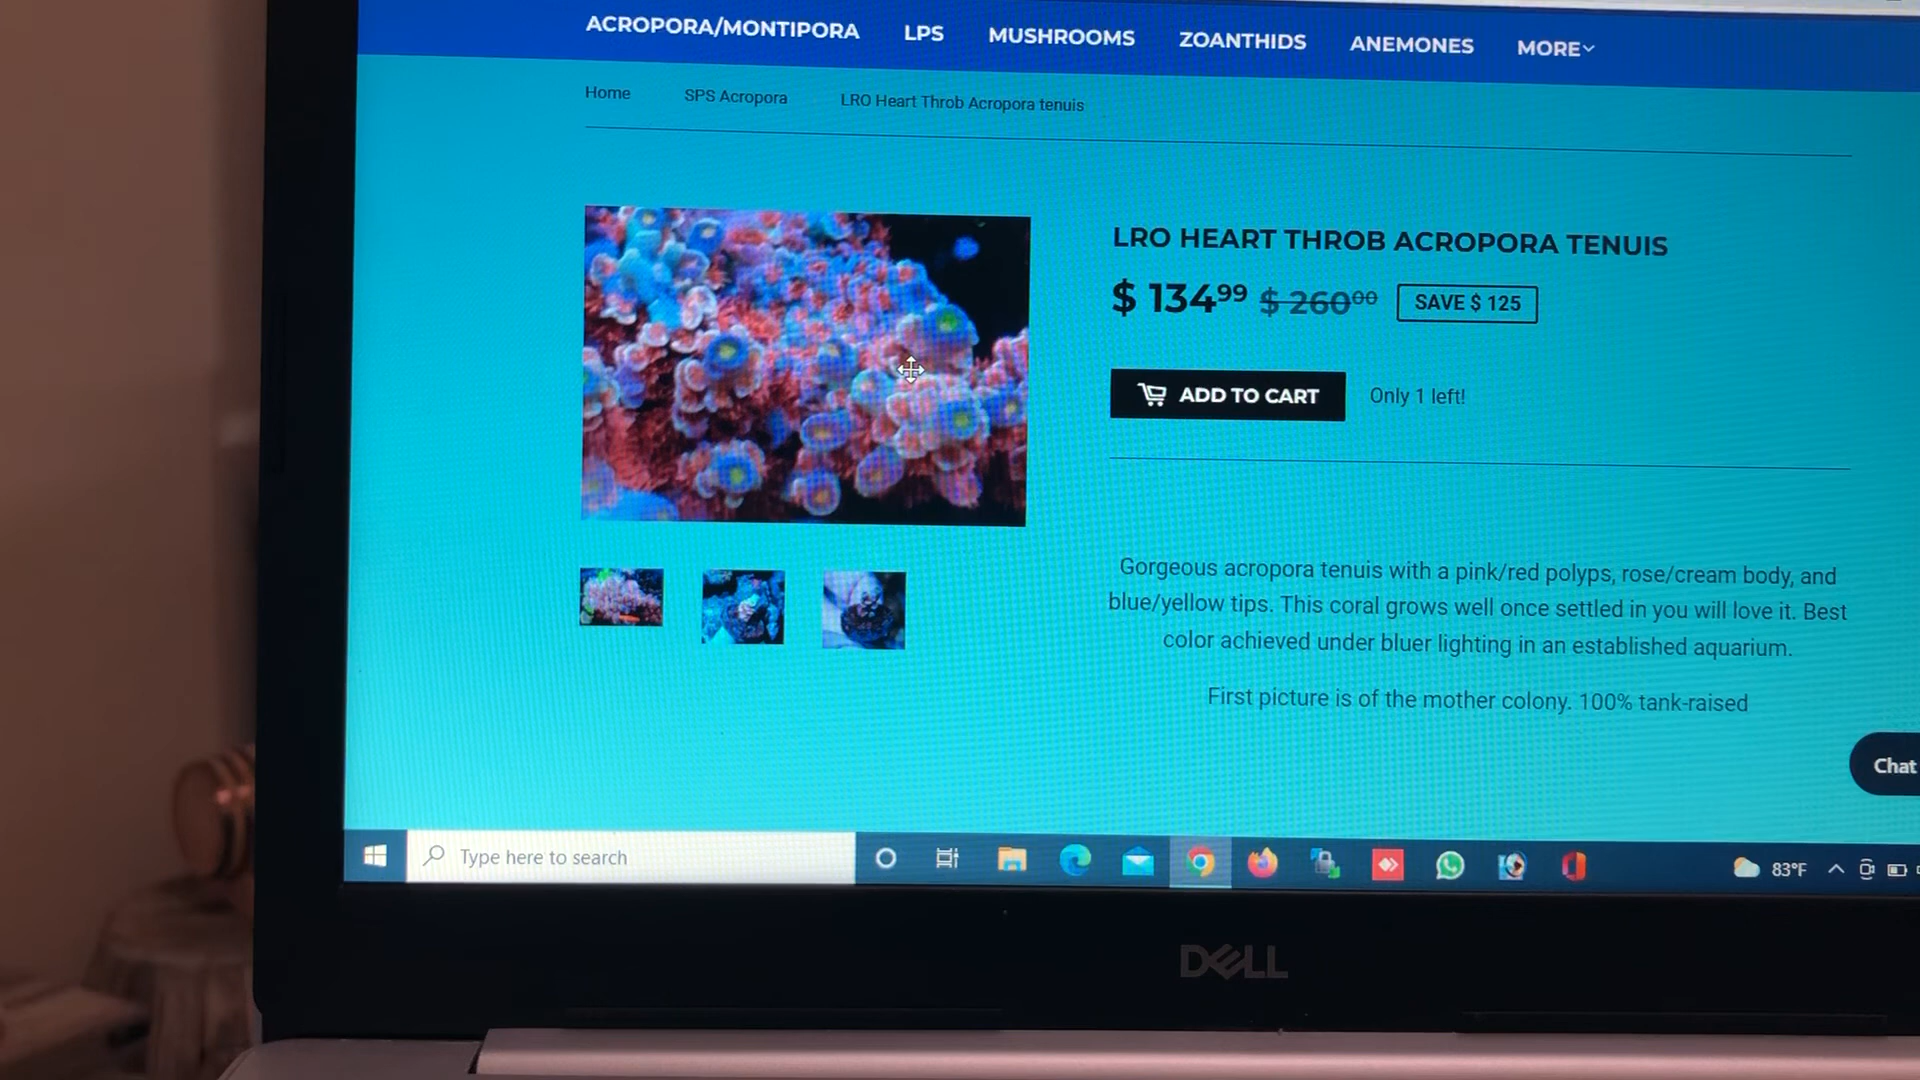 ACROPORA/MONTIPORA LPS MUSHROOMS ZOANTHIDS ANEMONES MORE
Home SPS Acropora LRO Heart Throb Acropora tenuis
LRO HEART THROB ACROPORA TENUIS
$ 134⁹⁹ $ 260⁰⁰ SAVE $ 125
ADD TO CART Only 1 left!
Gorgeous acropora tenuis with a pink/red polyps, rose/cream body, and
blue/yellow tips. This coral grows well once settled in you will love it. Best
color achieved under bluer lighting in an established aquarium.
First picture is of the mother colony. 100% tank-raised
Chat
Type here to search
83°F
DELL